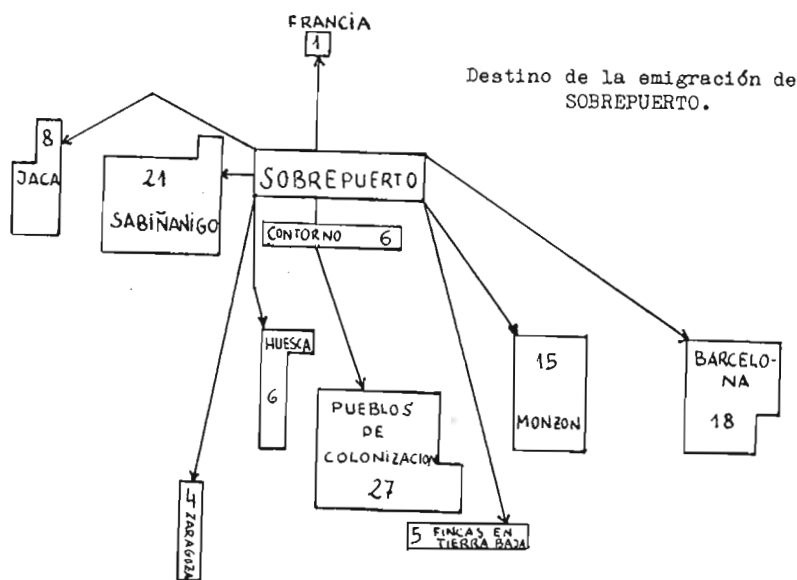 FRANCIA
1
Destino de la emigración de
SOBREPUERTO.
8
JACA
21
SABIÑANIGO
SOBREPUERTO
CONTORNO 6
HUESCA
6
15
MONZON
BARCELO-
NA
18
PUEBLOS
DE
COLONIZACION
27
4 ZARAGOZA
5 FINCAS EN
TIERRA BAJA